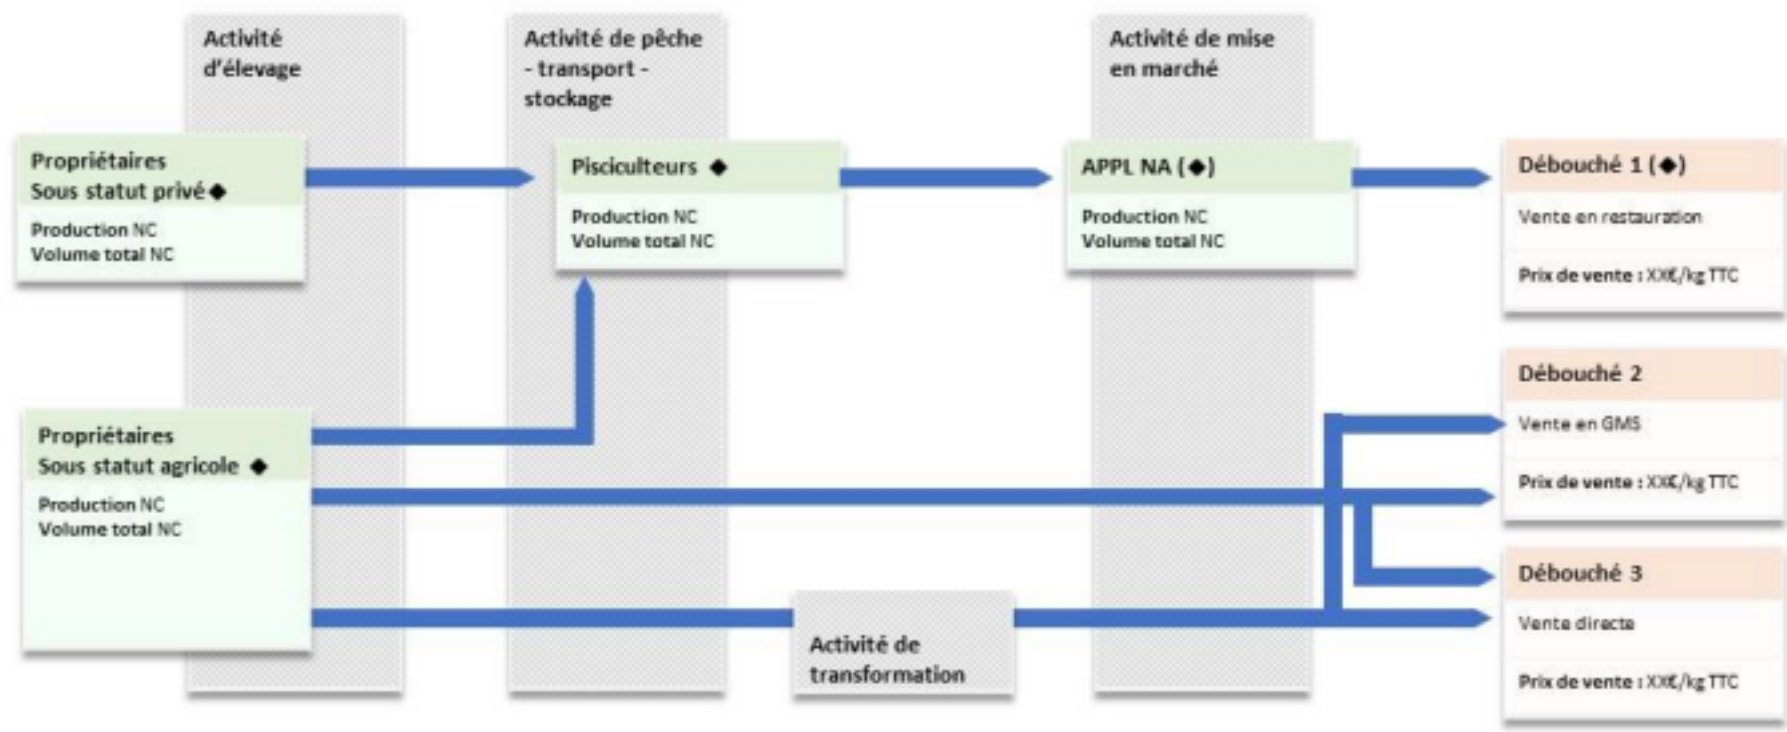 Activité
d'élevage
Activité de pêche
- transport -
stockage
Activité de mise
en marché
Propriétaires
Sous statut privé ◆
Production NC
Volume total NC
Pisciculteurs ◆
Production NC
Volume total NC
APPL NA (◆)
Production NC
Volume total NC
Débouché 1 (◆)
Vente en restauration
Prix de vente : XX€/kg TTC
Propriétaires
Sous statut agricole ◆
Production NC
Volume total NC
Débouché 2
Vente en GMS
Prix de vente : XX€/kg TTC
Débouché 3
Vente directe
Prix de vente : XX€/kg TTC
Activité de
transformation